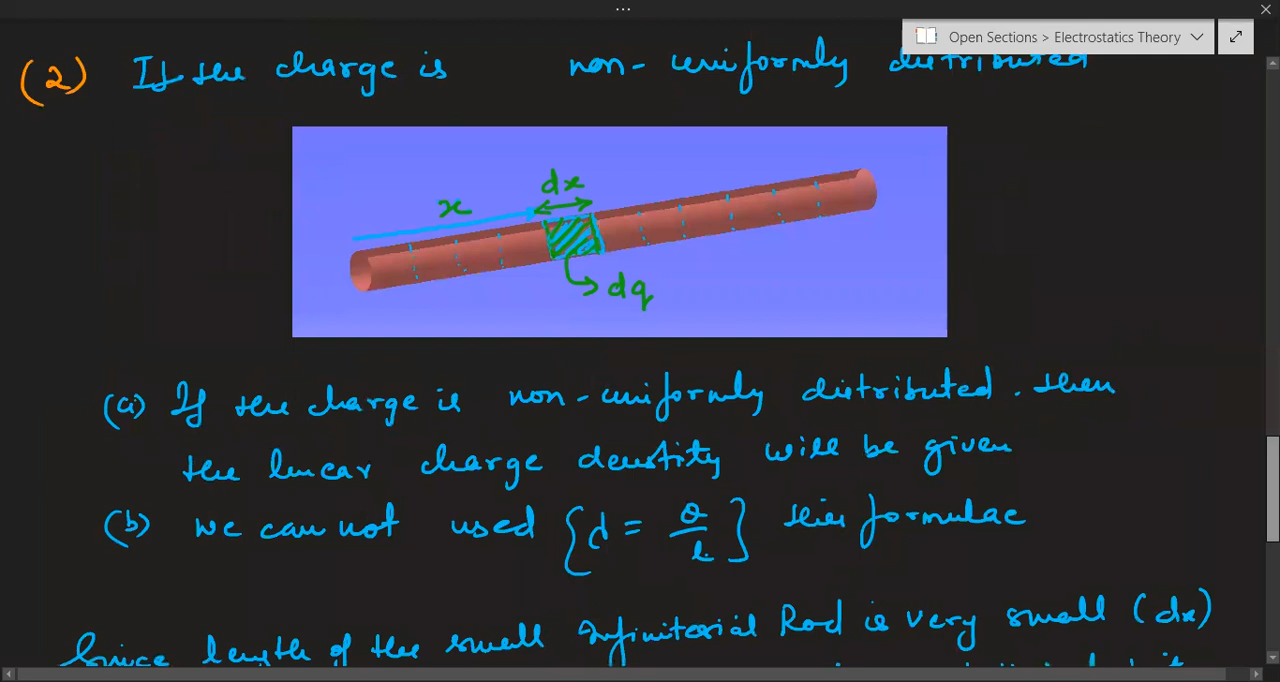 ...
Open Sections > Electrostatics Theory
(2) If the charge is non-uniformly distributed
dx
x
dq
(a) If the charge is non-uniformly distributed. then
the linear charge denstity will be given
(b) we can not used {λ = Q/L} this formulae
Since length of the small Infinitorial Rod is very small (dx)